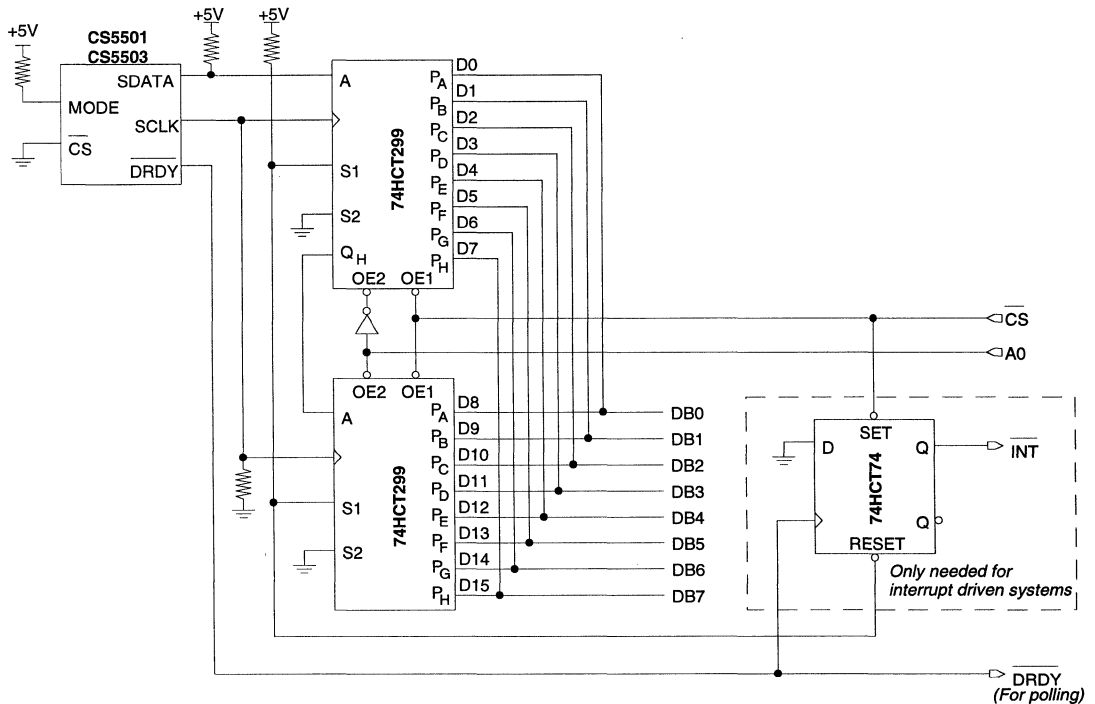 +5V
+5V
+5V
CS5501
CS5503
SDATA
MODE
SCLK
CS
DRDY
A
S1
S2
QH
OE2
OE1
74HCT299
PA
PB
PC
PD
PE
PF
PG
PH
D0
D1
D2
D3
D4
D5
D6
D7
CS
A0
OE2
OE1
A
S1
S2
74HCT299
PA
PB
PC
PD
PE
PF
PG
PH
D8
D9
D10
D11
D12
D13
D14
D15
DB0
DB1
DB2
DB3
DB4
DB5
DB6
DB7
SET
D
Q
74HCT74
Q
RESET
INT
Only needed for
interrupt driven systems
DRDY
(For polling)